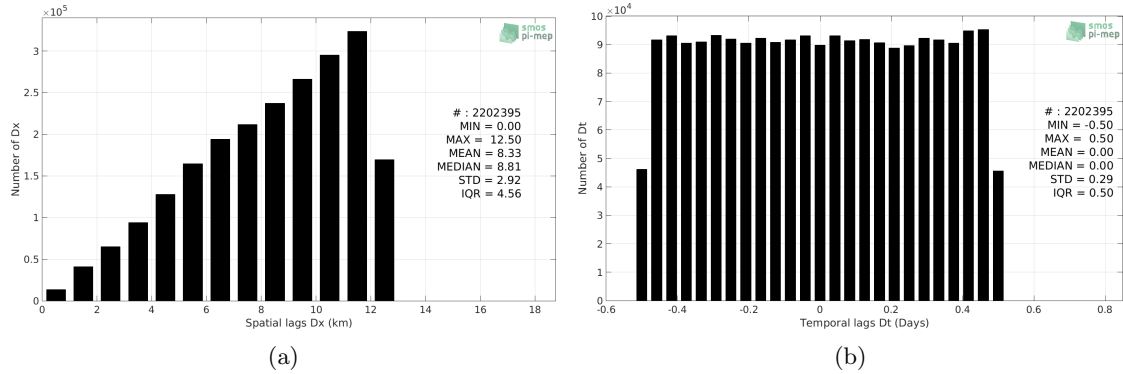 ×10^5
3
2.5
2
1.5
1
0.5
0
0 2 4 6 8 10 12 14 16 18
Number of Dx
Spatial lags Dx (km)
smos
pi-mep
# : 2202395
MIN = 0.00
MAX = 12.50
MEAN = 8.33
MEDIAN = 8.81
STD = 2.92
IQR = 4.56
(a)
×10^4
10
9
8
7
6
5
4
3
2
1
0
-0.6 -0.4 -0.2 0 0.2 0.4 0.6 0.8
Number of Dt
Temporal lags Dt (Days)
smos
pi-mep
# : 2202395
MIN = -0.50
MAX = 0.50
MEAN = 0.00
MEDIAN = 0.00
STD = 0.29
IQR = 0.50
(b)